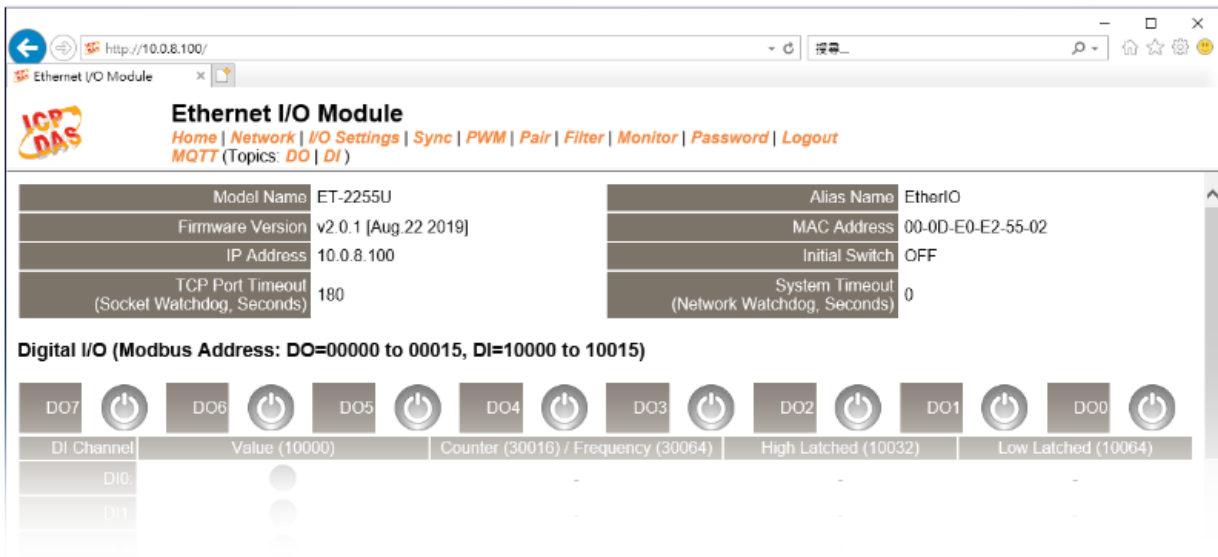 http://10.0.8.100/
搜尋...
Ethernet I/O Module
ICP DAS
Ethernet I/O Module
Home | Network | I/O Settings | Sync | PWM | Pair | Filter | Monitor | Password | Logout
MQTT (Topics: DO | DI )
Model Name ET-2255U Alias Name EtherIO
Firmware Version v2.0.1 [Aug.22 2019] MAC Address 00-0D-E0-E2-55-02
IP Address 10.0.8.100 Initial Switch OFF
TCP Port Timeout
(Socket Watchdog, Seconds) 180
System Timeout
(Network Watchdog, Seconds) 0
Digital I/O (Modbus Address: DO=00000 to 00015, DI=10000 to 10015)
DO7 DO6 DO5 DO4 DO3 DO2 DO1 DO0
DI Channel Value (10000) Counter (30016) / Frequency (30064) High Latched (10032) Low Latched (10064)
DI0: - - -
DI1: - - -